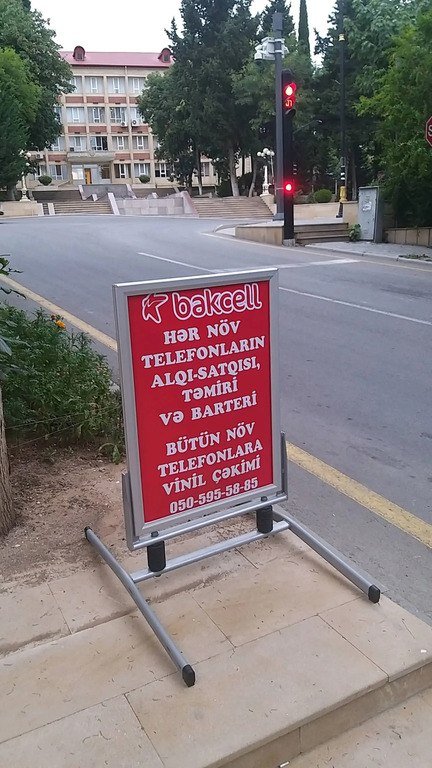 bakcell
HƏR NÖV
TELEFONLARIN
ALQI-SATQISI,
TƏMİRİ
VƏ BARTERİ
BÜTÜN NÖV
TELEFONLARA
VİNİL ÇƏKİMİ
050-595-58-85